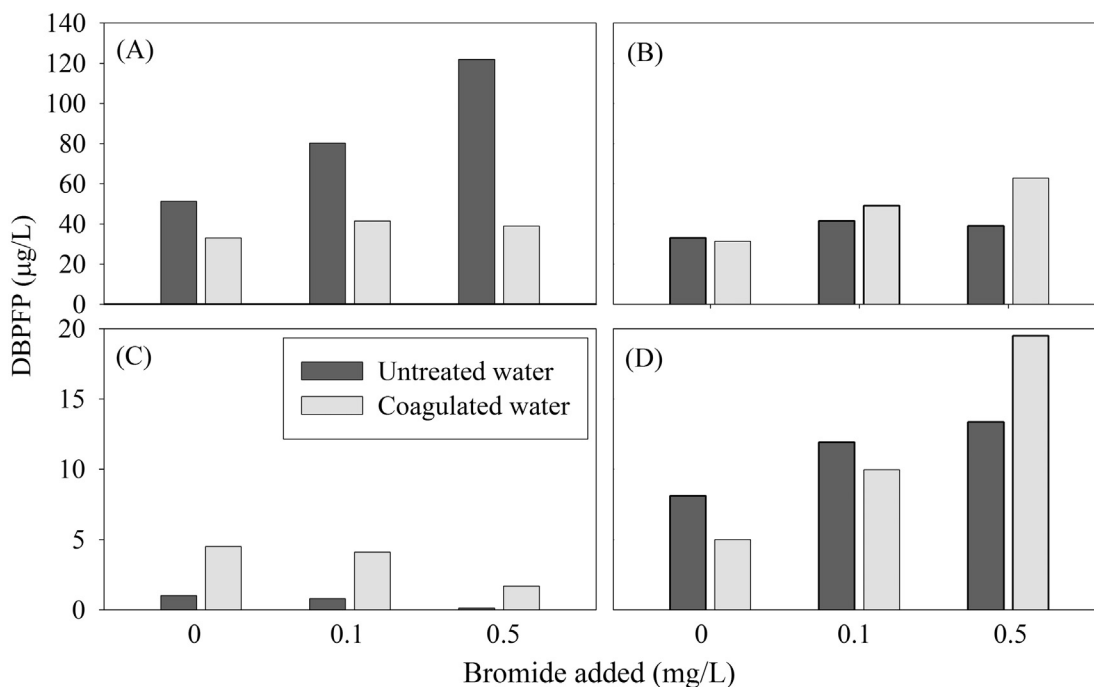 DBPFP (µg/L)
140
120
100
80
60
40
20
0
(A)
(B)
20
15
10
5
0
(C)
Untreated water
Coagulated water
(D)
0 0.1 0.5 0 0.1 0.5
Bromide added (mg/L)